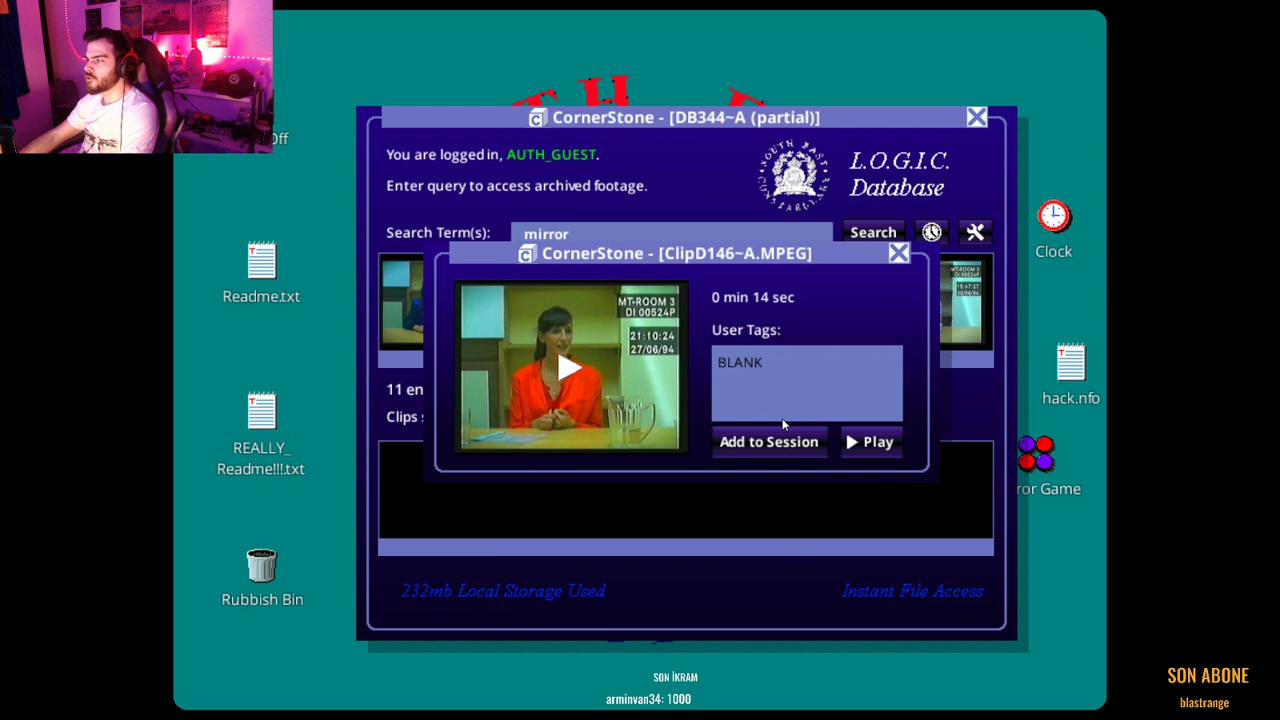 Off
CornerStone - [DB344~A (partial)]
You are logged in, AUTH_GUEST.
Enter query to access archived footage.
L.O.G.I.C.
Database
Search Term(s):
mirror
Search
CornerStone - [ClipD146~A.MPEG]
MT-ROOM 3
DI 00524P
21:10:24
27/06/94
0 min 14 sec
User Tags:
BLANK
Add to Session
Play
11 en
Clips
232mb Local Storage Used
Instant File Access
Readme.txt
REALLY_
Readme!!!.txt
Rubbish Bin
Clock
hack.nfo
ror Game
SON İKRAM
arminvan34: 1000
SON ABONE
blastrange